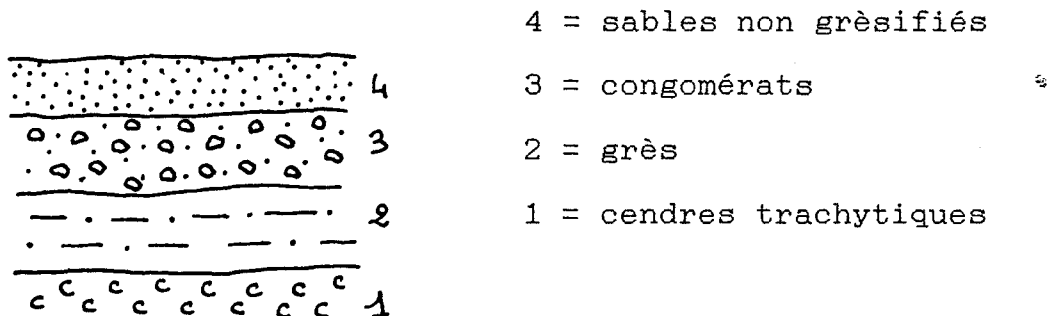 4 = sables non grèsifiés
3 = congomérats
2 = grès
1 = cendres trachytiques
4
3
2
1
c c c c c c c
c c c c c c c